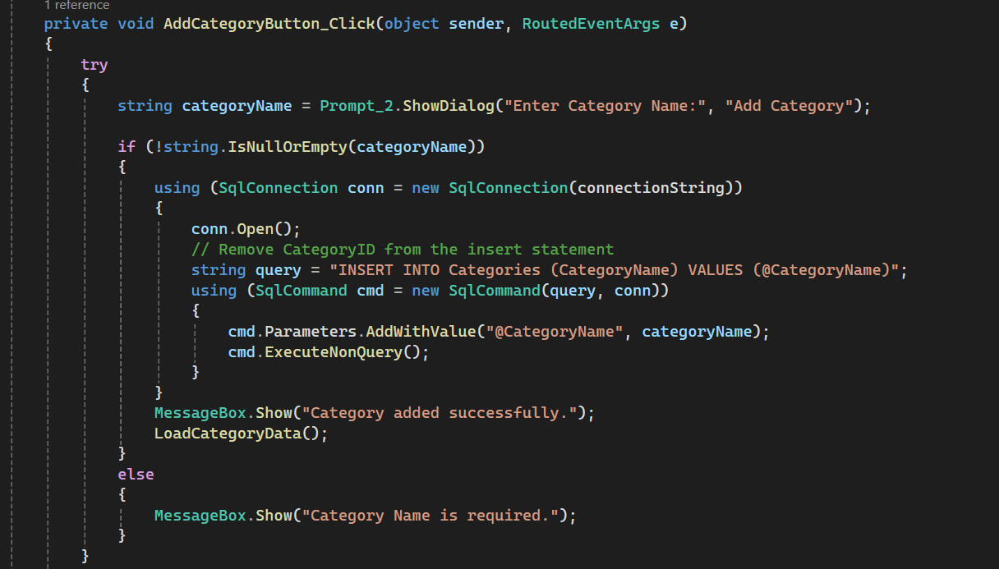 1 reference
private void AddCategoryButton_Click(object sender, RoutedEventArgs e)
{
try
{
string categoryName = Prompt_2.ShowDialog("Enter Category Name:", "Add Category");
if (!string.IsNullOrEmpty(categoryName))
{
using (SqlConnection conn = new SqlConnection(connectionString))
{
conn.Open();
// Remove CategoryID from the insert statement
string query = "INSERT INTO Categories (CategoryName) VALUES (@CategoryName)";
using (SqlCommand cmd = new SqlCommand(query, conn))
{
cmd.Parameters.AddWithValue("@CategoryName", categoryName);
cmd.ExecuteNonQuery();
}
}
MessageBox.Show("Category added successfully.");
LoadCategoryData();
}
else
{
MessageBox.Show("Category Name is required.");
}
}